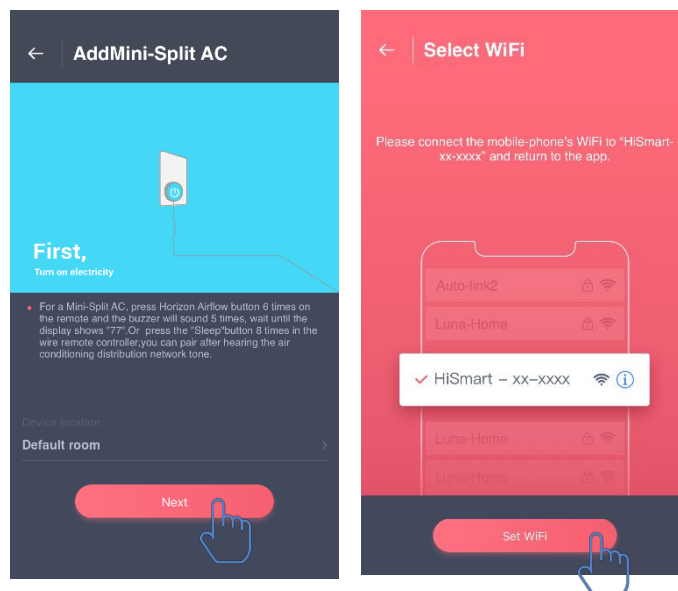 AddMini-Split AC
First,
Turn on electricity
For a Mini-Split AC, press Horizon Airflow button 6 times on
the remote and the buzzer will sound 5 times, wait until the
display shows "77".Or press the "Sleep"button 8 times in the
wire remote controller,you can pair after hearing the air
conditioning distribution network tone.
Device location
Default room
Next
Select WiFi
Please connect the mobile-phone's WiFi to "HiSmart-
xx-xxxx" and return to the app.
Auto-link2
Luna-Home
HiSmart – xx–xxxx
Luna-Home
Luna-Home
Set WiFi